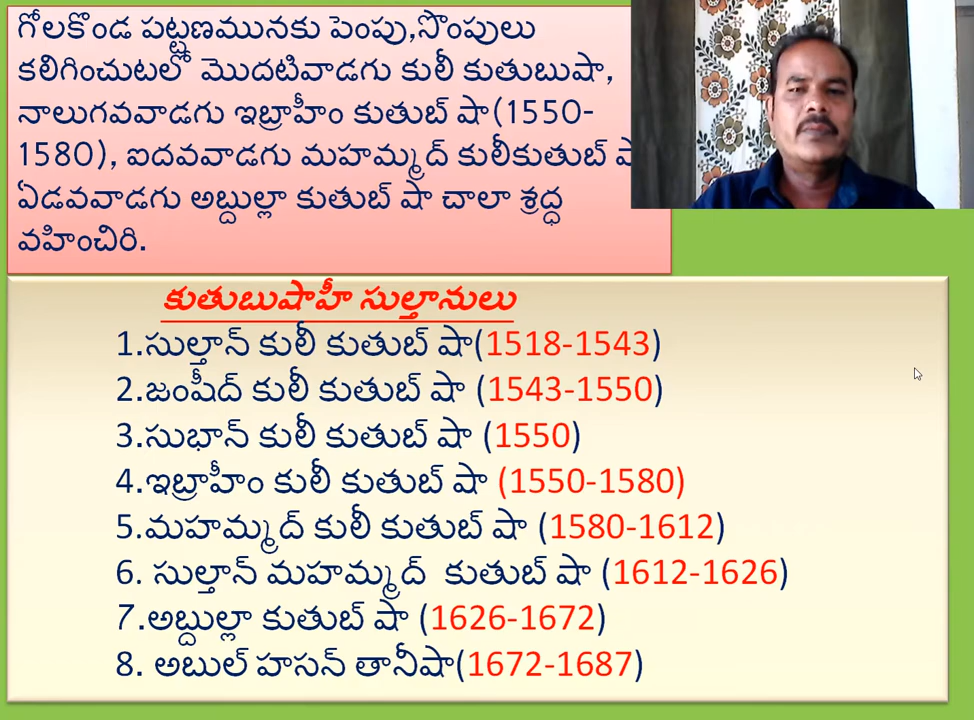 గోలకొండ పట్టణమునకు పెంపు,సొంపులు
కలిగించుటలో మొదటివాడగు కులీ కుతుబుషా,
నాలుగవవాడగు ఇబ్రాహీం కుతుబ్ షా(1550-
1580), ఐదవవాడగు మహమ్మద్ కులీకుతుబ్
ఏడవవాడగు అబ్దుల్లా కుతుబ్ షా చాలా శ్రద్ధ
వహించిరి.
కుతుబుషాహీ సుల్తానులు
1.సుల్తాన్ కులీ కుతుబ్ షా(1518-1543)
2.జంషీద్ కులీ కుతుబ్ షా (1543-1550)
3.సుభాన్ కులీ కుతుబ్ షా (1550)
4.ఇబ్రాహీం కులీ కుతుబ్ షా (1550-1580)
5.మహమ్మద్ కులీ కుతుబ్ షా (1580-1612)
6. సుల్తాన్ మహమ్మద్ కుతుబ్ షా (1612-1626)
7.అబ్దుల్లా కుతుబ్ షా (1626-1672)
8. అబుల్ హసన్ తానీషా(1672-1687)